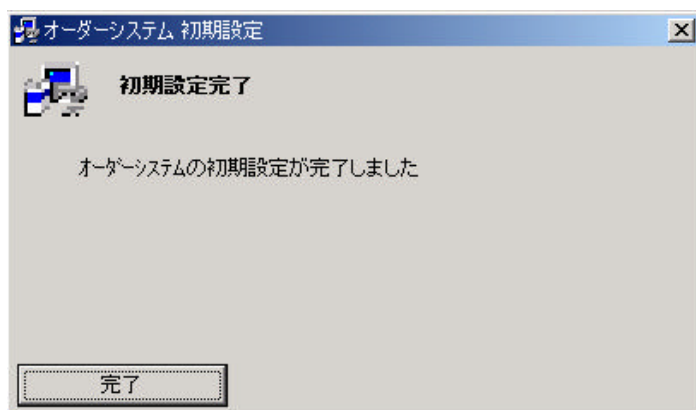 オーダーシステム 初期設定
初期設定完了
オーダーシステムの初期設定が完了しました
完了